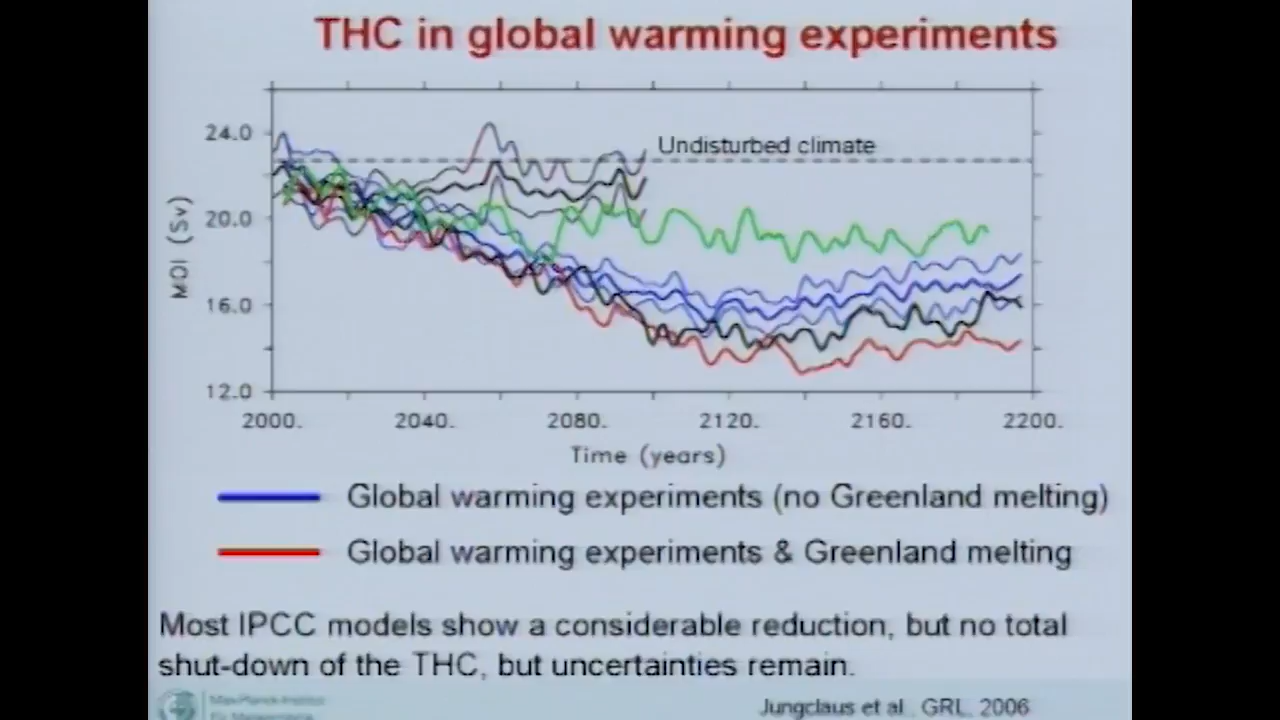 THC in global warming experiments
24.0
Undisturbed climate
20.0
MOI (Sv)
16.0
12.0
2000. 2040. 2080. 2120. 2160. 2200.
Time (years)
Global warming experiments (no Greenland melting)
Global warming experiments & Greenland melting
Most IPCC models show a considerable reduction, but no total
shut-down of the THC, but uncertainties remain.
Max-Planck-Institut
Jungclaus et al., GRL, 2006